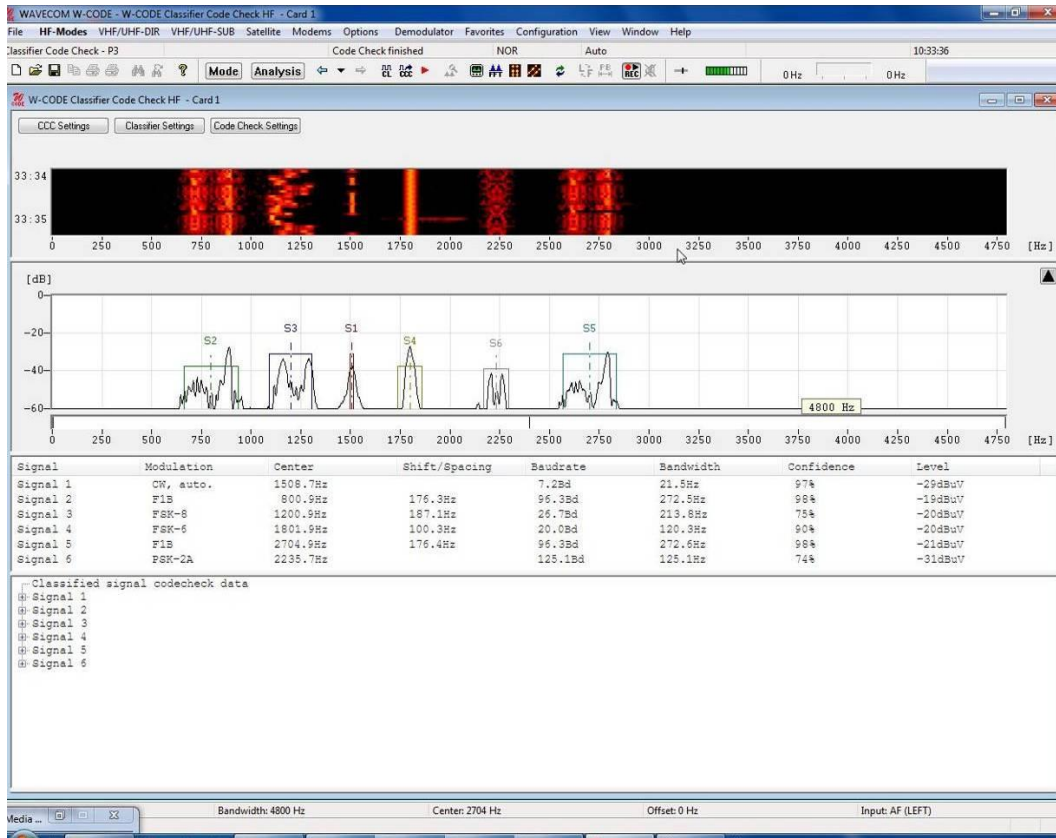 WAVECOM W-CODE - W-CODE Classifier Code Check HF - Card 1
File HF-Modes VHF/UHF-DIR VHF/UHF-SUB Satellite Modems Options Demodulator Favorites Configuration View Window Help
Classifier Code Check - P3 Code Check finished NOR Auto 10:33:36
Mode Analysis REC 0 Hz 0 Hz
W-CODE Classifier Code Check HF - Card 1
CCC Settings Classifier Settings Code Check Settings
33:34
33:35
0 250 500 750 1000 1250 1500 1750 2000 2250 2500 2750 3000 3250 3500 3750 4000 4250 4500 4750 [Hz]
[dB]
0
-20
-40
-60
S2 S3 S1 S4 S6 S5
4800 Hz
0 250 500 750 1000 1250 1500 1750 2000 2250 2500 2750 3000 3250 3500 3750 4000 4250 4500 4750 [Hz]
Signal Modulation Center Shift/Spacing Baudrate Bandwidth Confidence Level
Signal 1 CW, auto. 1508.7Hz 7.2Bd 21.5Hz 97% -29dBuV
Signal 2 F1B 800.9Hz 176.3Hz 96.3Bd 272.5Hz 98% -19dBuV
Signal 3 FSK-8 1200.9Hz 187.1Hz 26.7Bd 213.8Hz 75% -20dBuV
Signal 4 FSK-6 1801.9Hz 100.3Hz 20.0Bd 120.3Hz 90% -20dBuV
Signal 5 F1B 2704.9Hz 176.4Hz 96.3Bd 272.6Hz 98% -21dBuV
Signal 6 PSK-2A 2235.7Hz 125.1Bd 125.1Hz 74% -31dBuV
Classified signal codecheck data
Signal 1
Signal 2
Signal 3
Signal 4
Signal 5
Signal 6
Media ... Bandwidth: 4800 Hz Center: 2704 Hz Offset: 0 Hz Input: AF (LEFT)